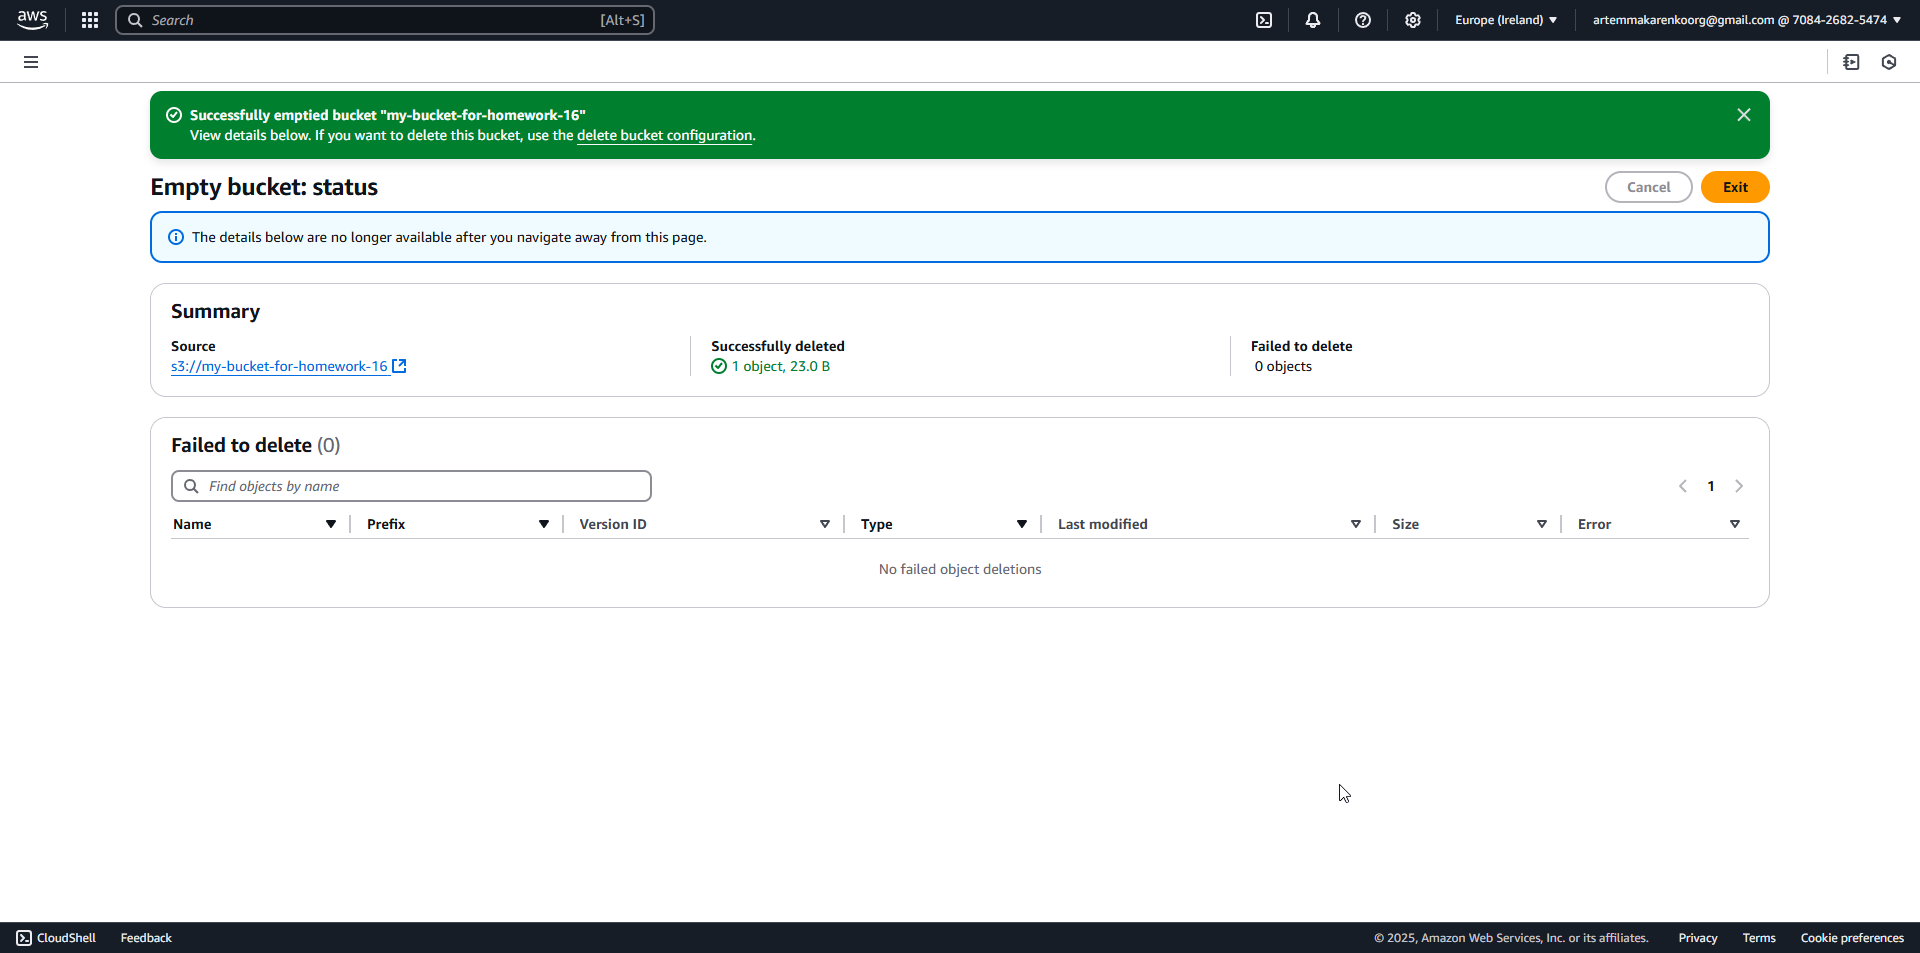 aws
Search [Alt+S]
Europe (Ireland) artemmakarenkoorg@gmail.com @ 7084-2682-5474
Successfully emptied bucket "my-bucket-for-homework-16"
View details below. If you want to delete this bucket, use the delete bucket configuration.
Empty bucket: status
Cancel Exit
The details below are no longer available after you navigate away from this page.
Summary
Source Successfully deleted Failed to delete
s3://my-bucket-for-homework-16 1 object, 23.0 B 0 objects
Failed to delete (0)
Find objects by name 1
Name Prefix Version ID Type Last modified Size Error
No failed object deletions
CloudShell Feedback © 2025, Amazon Web Services, Inc. or its affiliates. Privacy Terms Cookie preferences